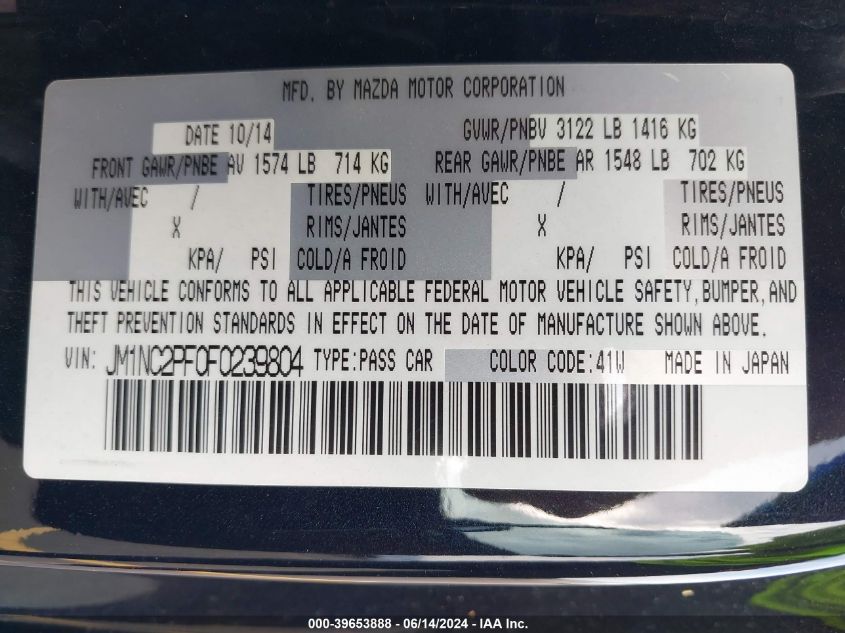 MFD. BY MAZDA MOTOR CORPORATION
DATE 10/14 GVWR/PNBV 3122 LB 1416 KG
FRONT GAWR/PNBE AV 1574 LB 714 KG REAR GAWR/PNBE AR 1548 LB 702 KG
WITH/AVEC / TIRES/PNEUS WITH/AVEC / TIRES/PNEUS
X RIMS/JANTES X RIMS/JANTES
KPA/ PSI COLD/A FROID KPA/ PSI COLD/A FROID
THIS VEHICLE CONFORMS TO ALL APPLICABLE FEDERAL MOTOR VEHICLE SAFETY, BUMPER, AND
THEFT PREVENTION STANDARDS IN EFFECT ON THE DATE OF MANUFACTURE SHOWN ABOVE.
VIN: JM1NC2PF0F0239804 TYPE:PASS CAR COLOR CODE:41W MADE IN JAPAN
000-39653888 - 06/14/2024 - IAA Inc.